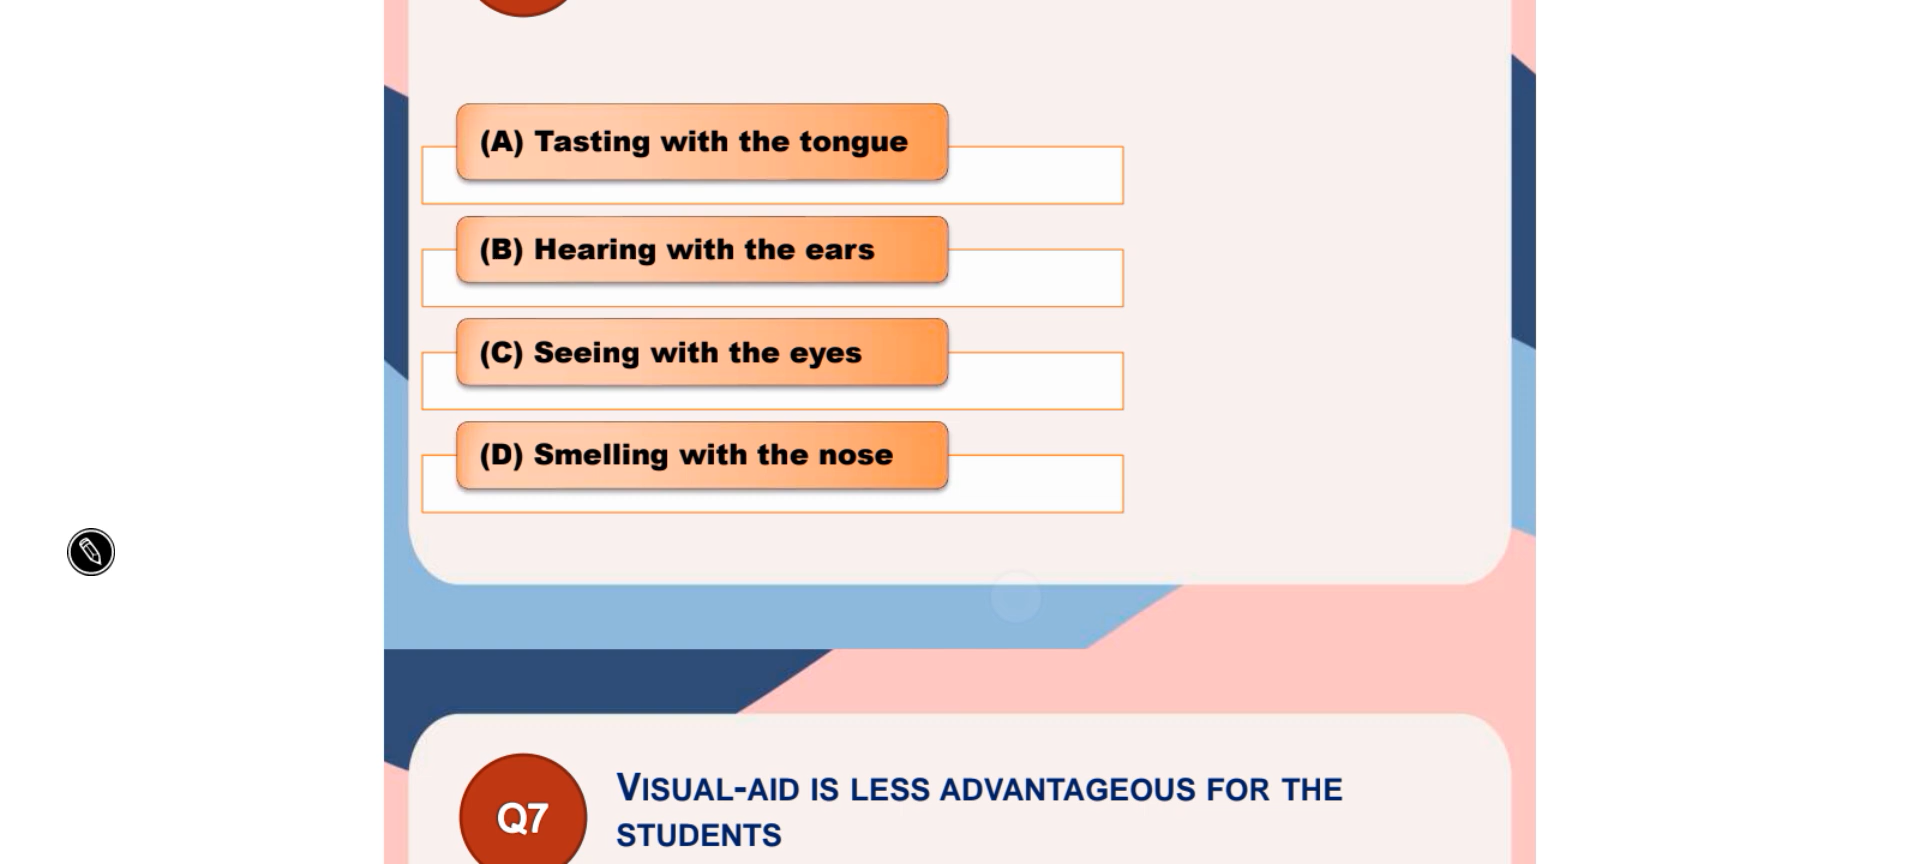 (A) Tasting with the tongue
(B) Hearing with the ears
(C) Seeing with the eyes
(D) Smelling with the nose
Q7
VISUAL-AID IS LESS ADVANTAGEOUS FOR THE
STUDENTS